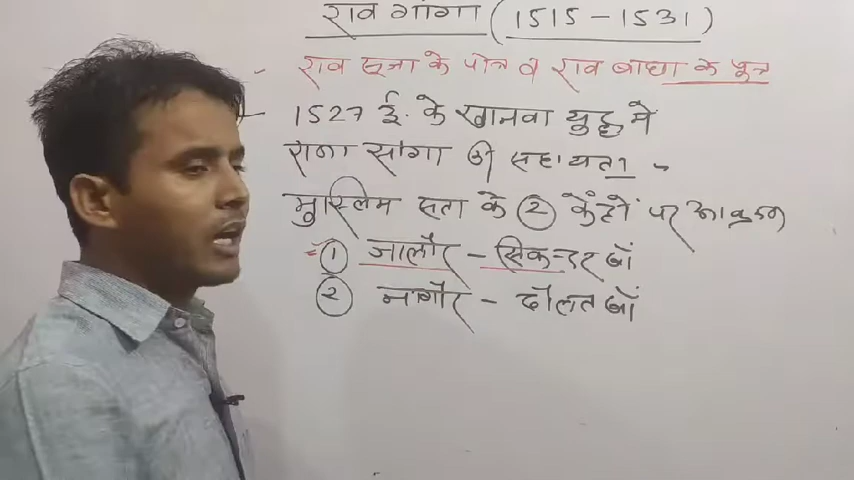 राव गांगा (1515 - 1531)
- राव सूजा के पौत्र व राव बाघा के पुत्र
- 1527 ई. के खानवा युद्ध में
राणा सांगा की सहायता -
मुस्लिम सता के ② केंद्रों पर आक्रमण
① जालौर - सिकन्दर खाँ
② नागौर - दौलत खाँ